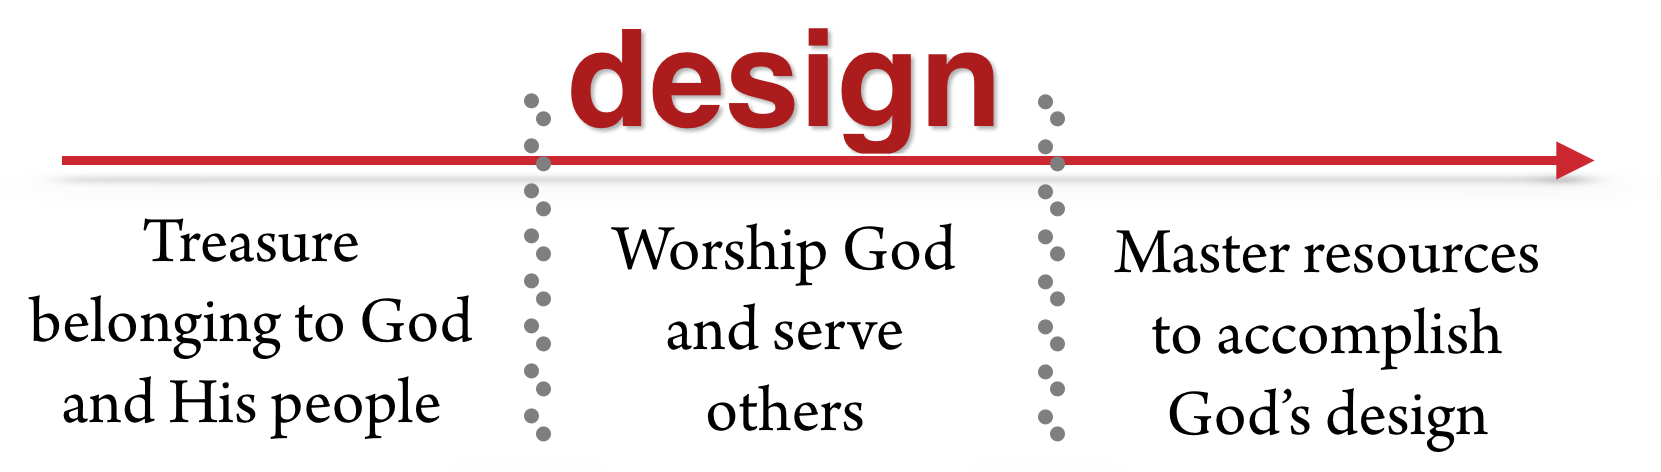 design
Treasure
belonging to God
and His people
Worship God
and serve
others
Master resources
to accomplish
God’s design